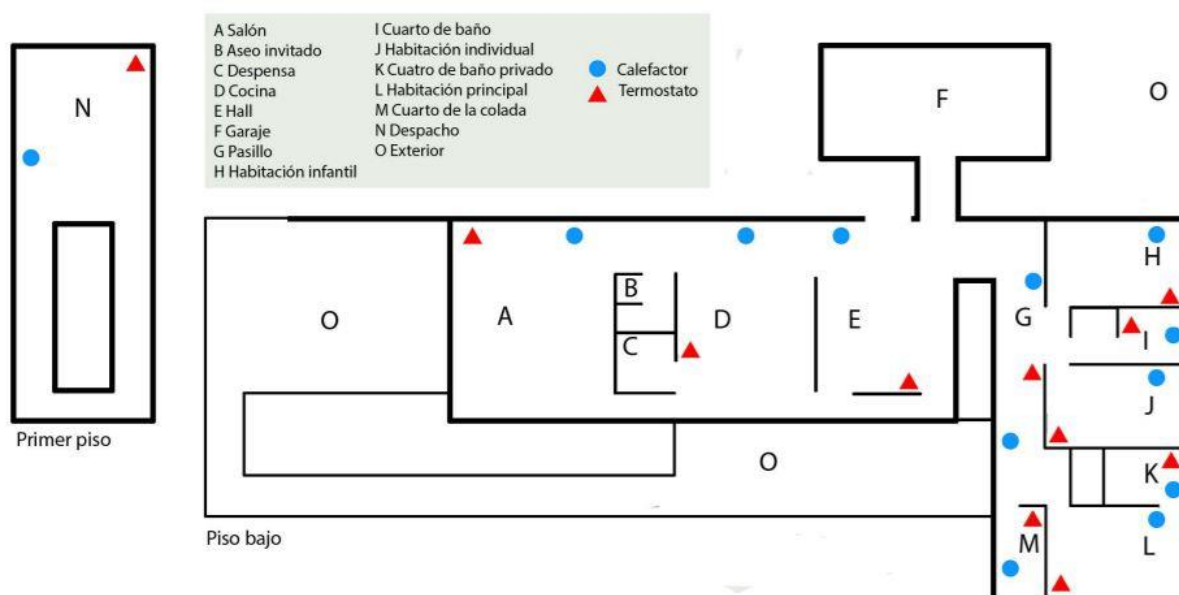 A Salón
B Aseo invitado
C Despensa
D Cocina
E Hall
F Garaje
G Pasillo
H Habitación infantil
I Cuarto de baño
J Habitación individual
K Cuatro de baño privado
L Habitación principal
M Cuarto de la colada
N Despacho
O Exterior
Calefactor
Termostato
N
F
O
H
B
O
A
D
E
G
I
C
J
Primer piso
O
K
Piso bajo
M
L